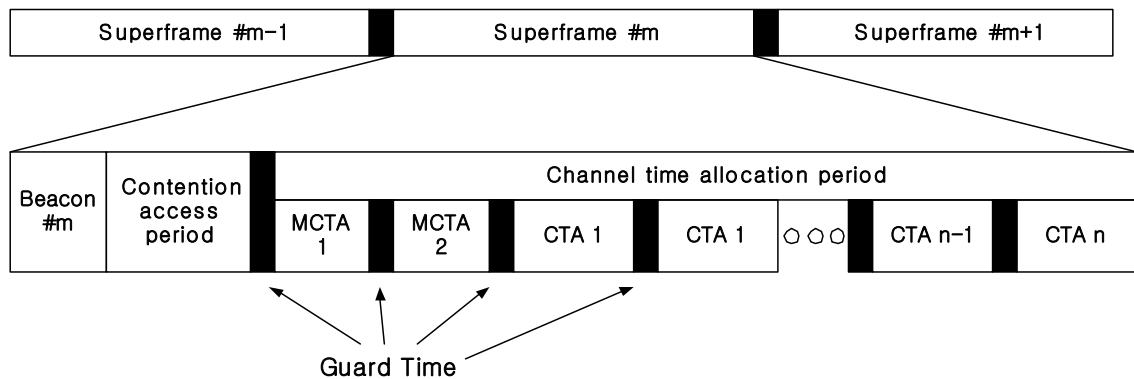 Superframe #m-1
Superframe #m
Superframe #m+1
Beacon
#m
Contention
access
period
Channel time allocation period
MCTA
1
MCTA
2
CTA 1
CTA 1
CTA n-1
CTA n
Guard Time